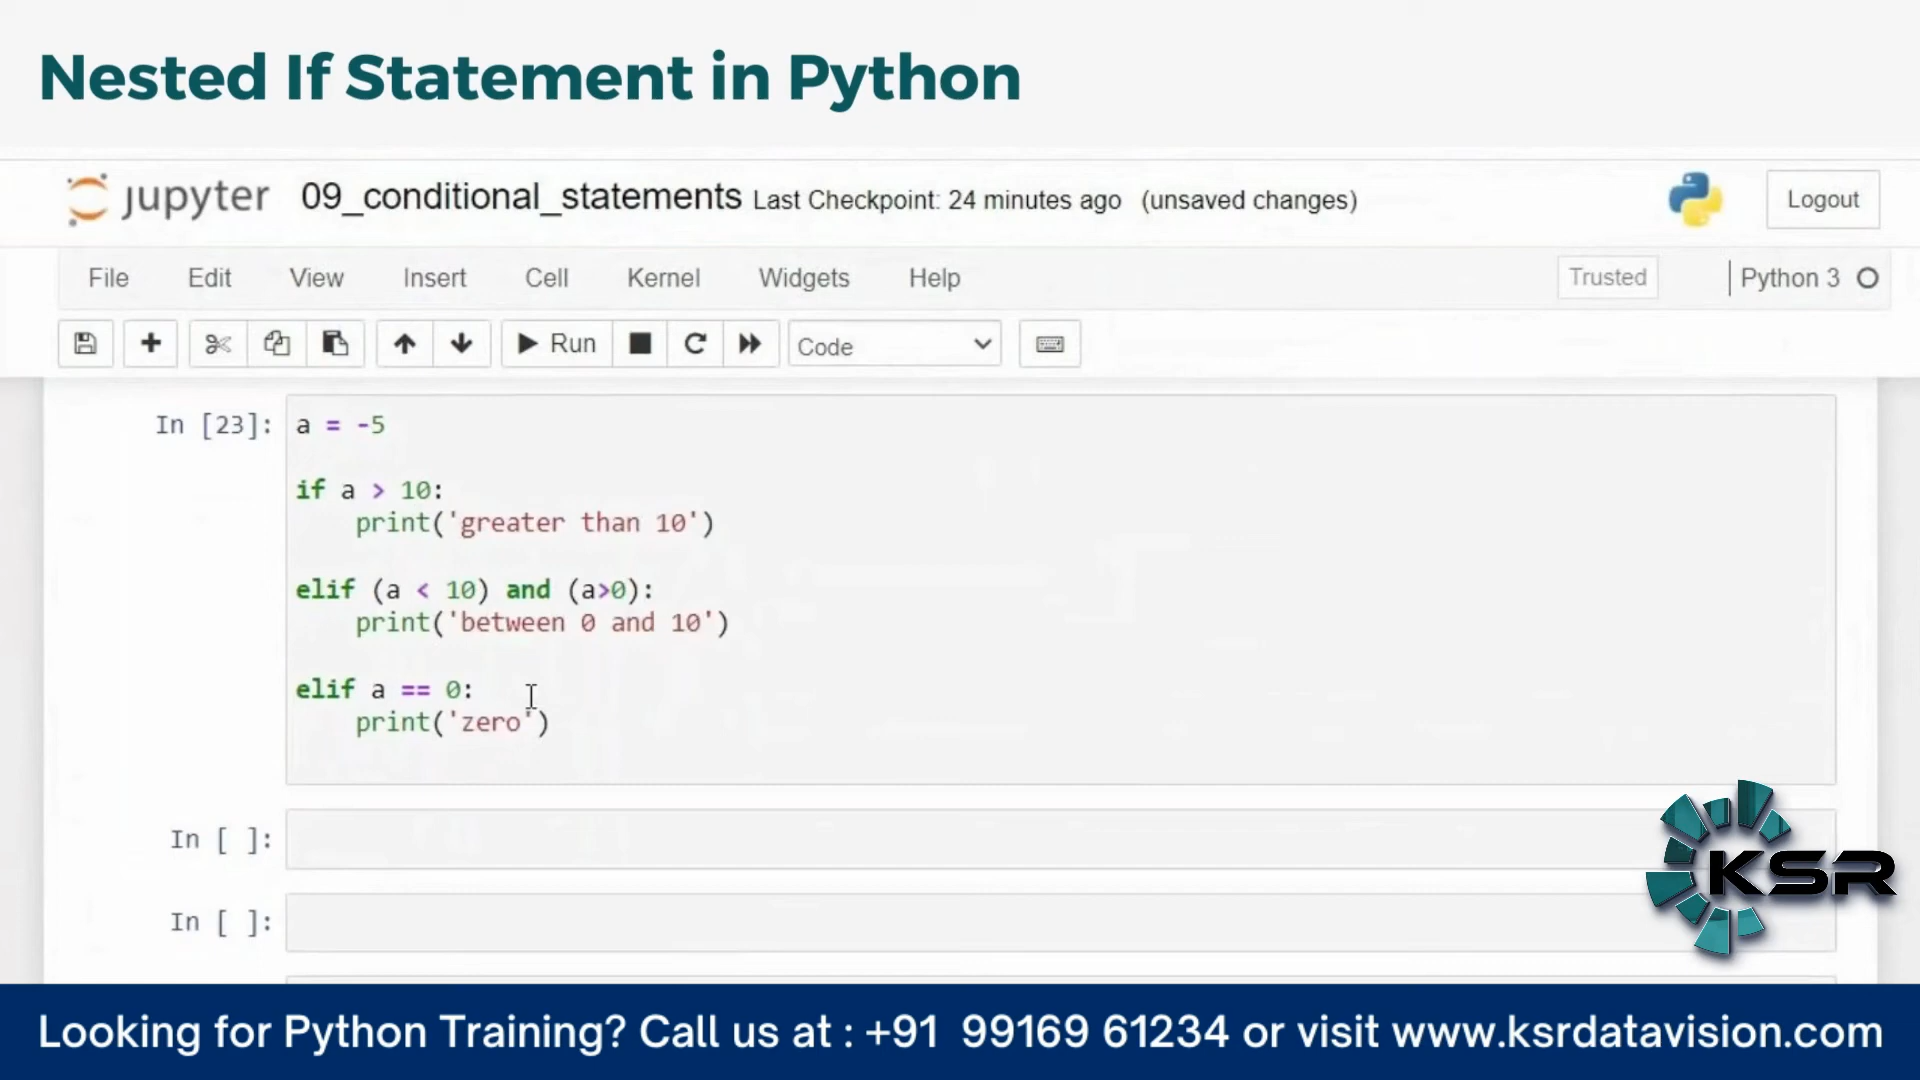 Nested If Statement in Python
jupyter 09_conditional_statements Last Checkpoint: 24 minutes ago (unsaved changes) Logout
File Edit View Insert Cell Kernel Widgets Help Trusted Python 3
Run Code
In [23]: a = -5
if a > 10:
    print('greater than 10')
elif (a < 10) and (a>0):
    print('between 0 and 10')
elif a == 0:
    print('zero')
In [ ]:
In [ ]:
KSR
Looking for Python Training? Call us at : +91 99169 61234 or visit www.ksrdatavision.com